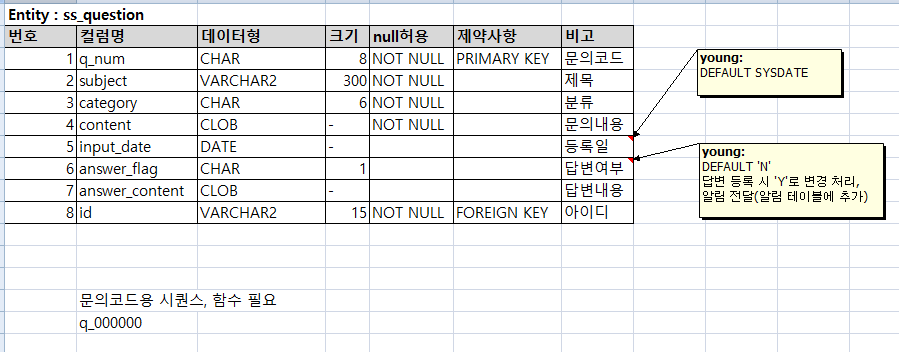 Entity : ss_question
번호 컬럼명 데이터형 크기 null허용 제약사항 비고
1 q_num CHAR 8 NOT NULL PRIMARY KEY 문의코드
2 subject VARCHAR2 300 NOT NULL 제목
3 category CHAR 6 NOT NULL 분류
4 content CLOB - NOT NULL 문의내용
5 input_date DATE - 등록일
6 answer_flag CHAR 1 답변여부
7 answer_content CLOB - 답변내용
8 id VARCHAR2 15 NOT NULL FOREIGN KEY 아이디
young:
DEFAULT SYSDATE
young:
DEFAULT 'N'
답변 등록 시 'Y'로 변경 처리,
알림 전달(알림 테이블에 추가)
문의코드용 시퀀스, 함수 필요
q_000000